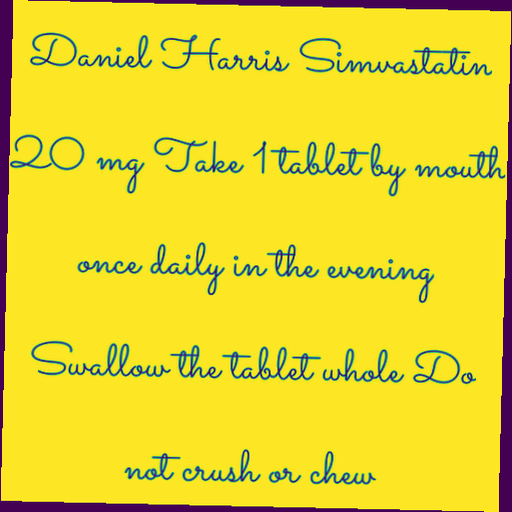 Daniel Harris Simvastatin
20 mg Take 1 tablet by mouth
once daily in the evening
Swallow the tablet whole Do
not crush or chew